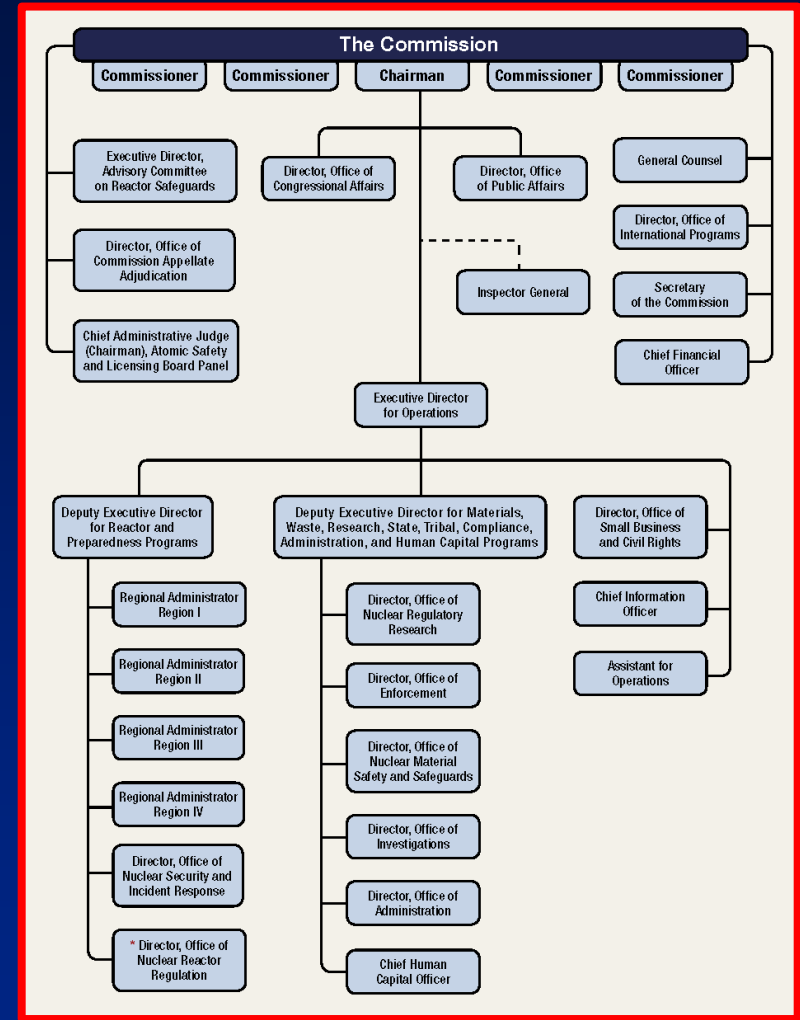 The Commission
Commissioner
Commissioner
Chairman
Commissioner
Commissioner
Executive Director,
Advisory Committee
on Reactor Safeguards
Director, Office of
Congressional Affairs
Director, Office
of Public Affairs
General Counsel
Director, Office of
International Programs
Director, Office of
Commission Appellate
Adjudication
Inspector General
Secretary
of the Commission
Chief Administrative Judge
(Chairman), Atomic Safety
and Licensing Board Panel
Chief Financial
Officer
Executive Director
for Operations
Deputy Executive Director
for Reactor and
Preparedness Programs
Deputy Executive Director for Materials,
Waste, Research, State, Tribal, Compliance,
Administration, and Human Capital Programs
Director, Office of
Small Business
and Civil Rights
Regional Administrator
Region I
Regional Administrator
Region II
Regional Administrator
Region III
Regional Administrator
Region IV
Director, Office of
Nuclear Security and
Incident Response
* Director, Office of
Nuclear Reactor
Regulation
Director, Office of
Nuclear Regulatory
Research
Director, Office of
Enforcement
Director, Office of
Nuclear Material
Safety and Safeguards
Director, Office of
Investigations
Director, Office of
Administration
Chief Human
Capital Officer
Chief Information
Officer
Assistant for
Operations